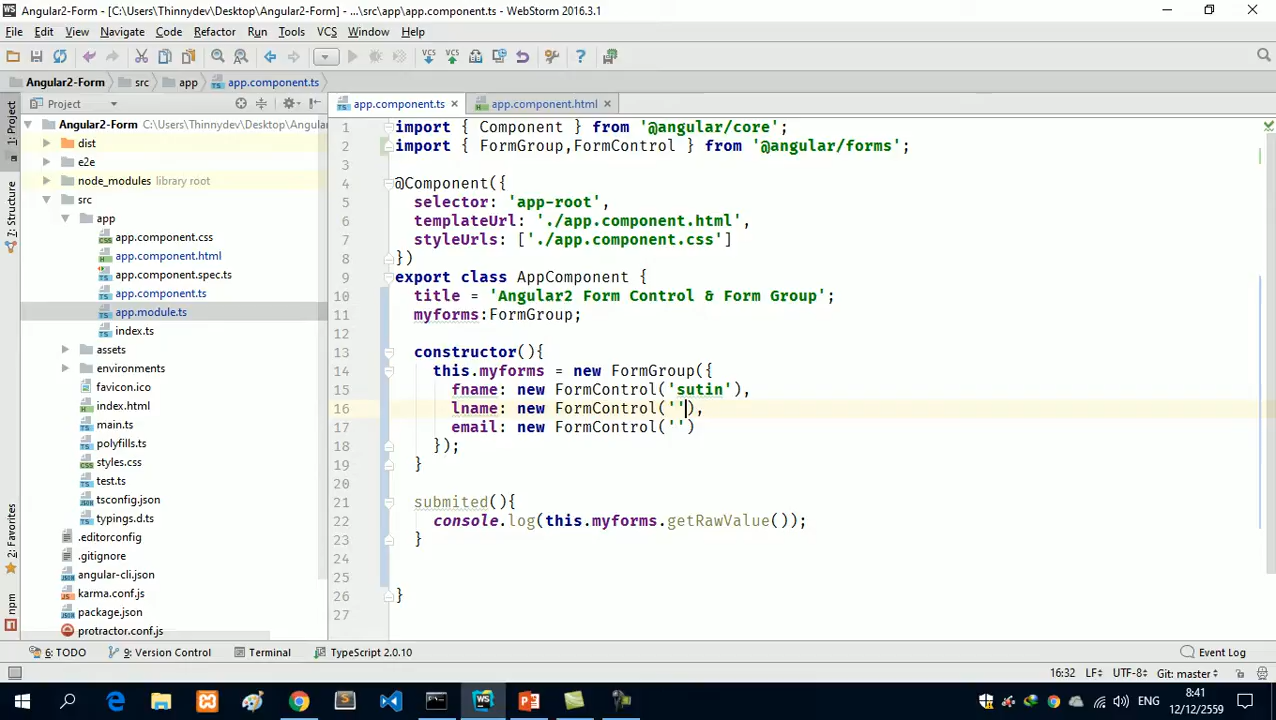 Angular2-Form - [C:\Users\Thinnydev\Desktop\Angular2-Form] - ...\src\app\app.component.ts - WebStorm 2016.3.1
File Edit View Navigate Code Refactor Run Tools VCS Window Help
Angular2-Form src app app.component.ts
Project
app.component.ts app.component.html
1: Project
7: Structure
2: Favorites
npm
Angular2-Form C:\Users\Thinnydev\Desktop\Angular
dist
e2e
node_modules library root
src
app
app.component.css
app.component.html
app.component.spec.ts
app.component.ts
app.module.ts
index.ts
assets
environments
favicon.ico
index.html
main.ts
polyfills.ts
styles.css
test.ts
tsconfig.json
typings.d.ts
.editorconfig
.gitignore
angular-cli.json
karma.conf.js
package.json
protractor.conf.js
1 import { Component } from '@angular/core';
2 import { FormGroup,FormControl } from '@angular/forms';
3
4 @Component({
5 selector: 'app-root',
6 templateUrl: './app.component.html',
7 styleUrls: ['./app.component.css']
8 })
9 export class AppComponent {
10 title = 'Angular2 Form Control & Form Group';
11 myforms:FormGroup;
12
13 constructor(){
14 this.myforms = new FormGroup({
15 fname: new FormControl('sutin'),
16 lname: new FormControl(''),
17 email: new FormControl('')
18 });
19 }
20
21 submited(){
22 console.log(this.myforms.getRawValue());
23 }
24
25
26 }
27
6: TODO 9: Version Control Terminal TypeScript 2.0.10 Event Log
16:32 LF÷ UTF-8÷ Git: master÷
ENG 8:41
12/12/2559